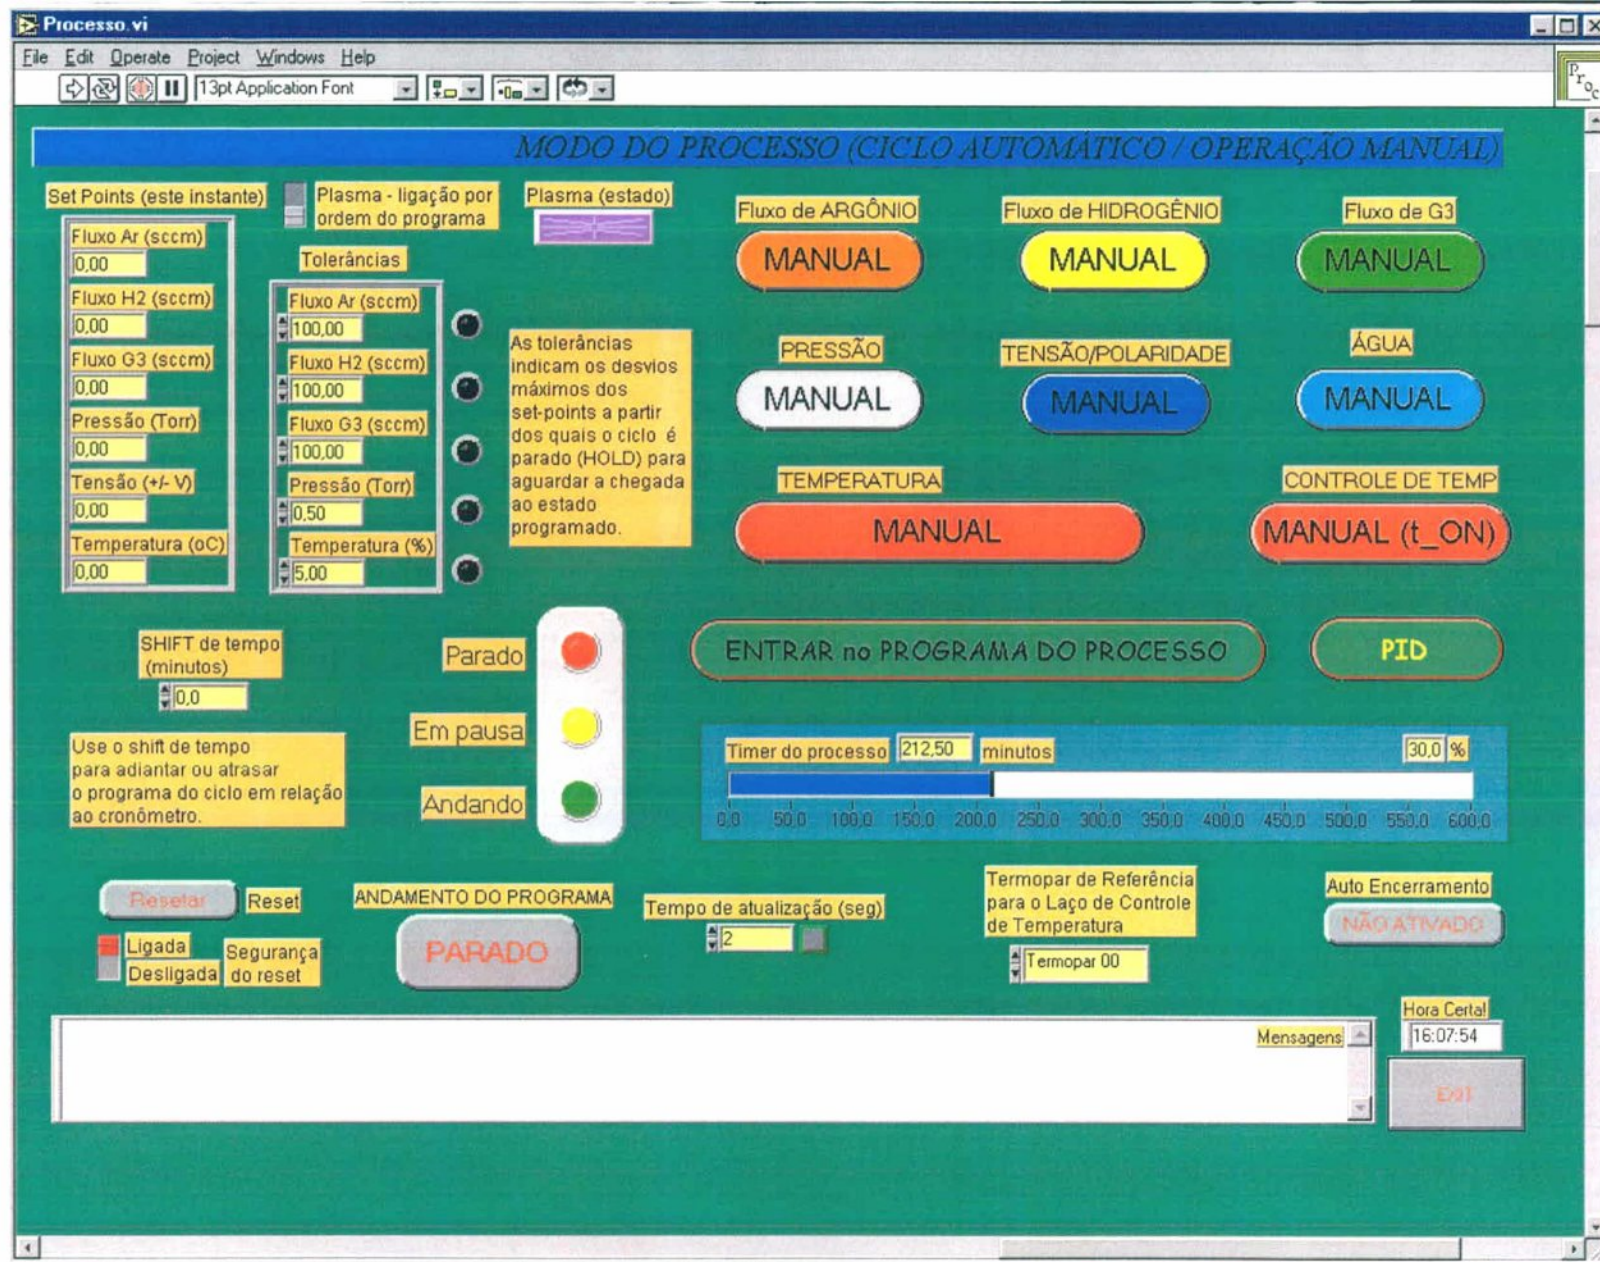 Processo.vi
File Edit Operate Project Windows Help
13pt Application Font
Proc
MODO DO PROCESSO (CICLO AUTOMÁTICO / OPERAÇÃO MANUAL)
Set Points (este instante)
Fluxo Ar (sccm)
0,00
Fluxo H2 (sccm)
0,00
Fluxo G3 (sccm)
0,00
Pressão (Torr)
0,00
Tensão (+/- V)
0,00
Temperatura (oC)
0,00
Plasma - ligação por
ordem do programa
Plasma (estado)
Tolerâncias
Fluxo Ar (sccm)
100,00
Fluxo H2 (sccm)
100,00
Fluxo G3 (sccm)
100,00
Pressão (Torr)
0,50
Temperatura (%)
5,00
As tolerâncias
indicam os desvios
máximos dos
set-points a partir
dos quais o ciclo é
parado (HOLD) para
aguardar a chegada
ao estado
programado.
Fluxo de ARGÔNIO
MANUAL
Fluxo de HIDROGÊNIO
MANUAL
Fluxo de G3
MANUAL
PRESSÃO
MANUAL
TENSÃO/POLARIDADE
MANUAL
ÁGUA
MANUAL
TEMPERATURA
MANUAL
CONTROLE DE TEMP
MANUAL (t_ON)
SHIFT de tempo
(minutos)
0,0
Use o shift de tempo
para adiantar ou atrasar
o programa do ciclo em relação
ao cronômetro.
Parado
Em pausa
Andando
ENTRAR no PROGRAMA DO PROCESSO
PID
Timer do processo 212,50 minutos 30,0 %
0,0 50,0 100,0 150,0 200,0 250,0 300,0 350,0 400,0 450,0 500,0 550,0 600,0
Resetar Reset
Ligada
Desligada
Segurança
do reset
ANDAMENTO DO PROGRAMA
PARADO
Tempo de atualização (seg)
2
Termopar de Referência
para o Laço de Controle
de Temperatura
Termopar 00
Auto Encerramento
NÃO ATIVADO
Mensagens
Hora Certa!
16:07:54
Exit